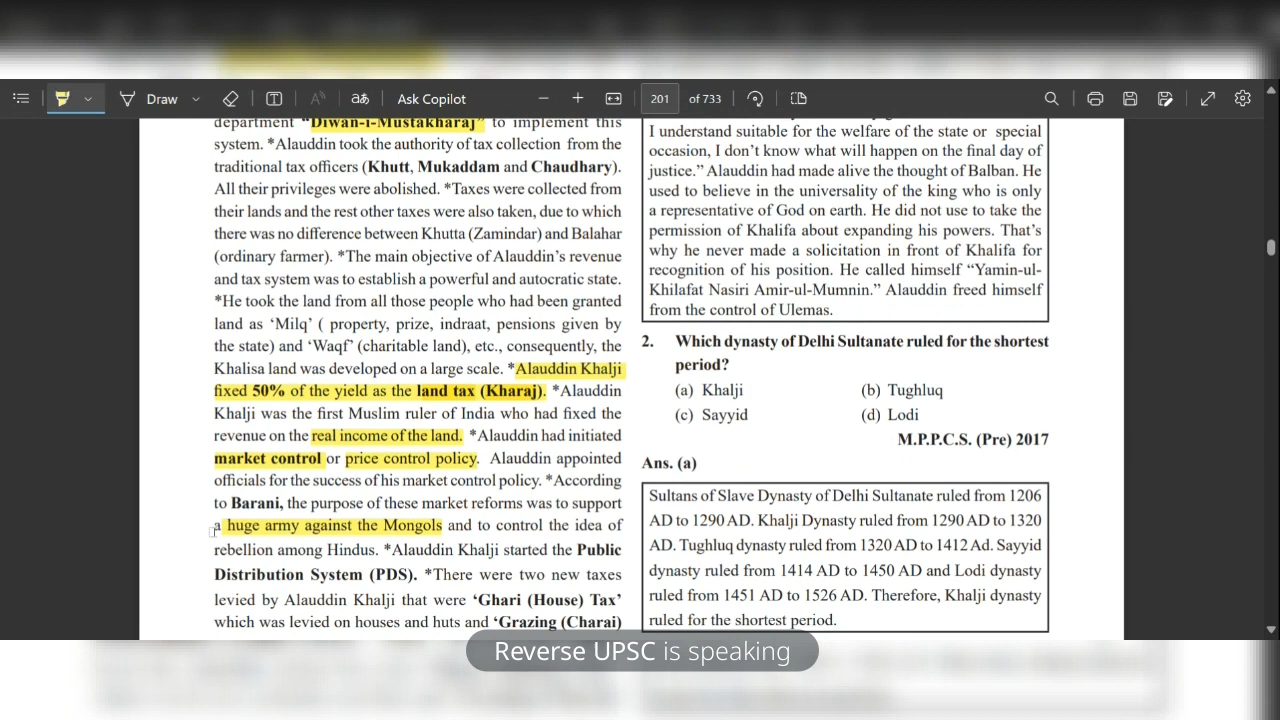 Draw
Ask Copilot
201 of 733
department “Diwan-i-Mustakharaj” to implement this
system. *Alauddin took the authority of tax collection from the
traditional tax officers (Khutt, Mukaddam and Chaudhary).
All their privileges were abolished. *Taxes were collected from
their lands and the rest other taxes were also taken, due to which
there was no difference between Khutta (Zamindar) and Balahar
(ordinary farmer). *The main objective of Alauddin’s revenue
and tax system was to establish a powerful and autocratic state.
*He took the land from all those people who had been granted
land as ‘Milq’ ( property, prize, indraat, pensions given by
the state) and ‘Waqf’ (charitable land), etc., consequently, the
Khalisa land was developed on a large scale. *Alauddin Khalji
fixed 50% of the yield as the land tax (Kharaj). *Alauddin
Khalji was the first Muslim ruler of India who had fixed the
revenue on the real income of the land. *Alauddin had initiated
market control or price control policy. Alauddin appointed
officials for the success of his market control policy. *According
to Barani, the purpose of these market reforms was to support
a huge army against the Mongols and to control the idea of
rebellion among Hindus. *Alauddin Khalji started the Public
Distribution System (PDS). *There were two new taxes
levied by Alauddin Khalji that were ‘Ghari (House) Tax’
which was levied on houses and huts and ‘Grazing (Charai)
I understand suitable for the welfare of the state or special
occasion, I don’t know what will happen on the final day of
justice.” Alauddin had made alive the thought of Balban. He
used to believe in the universality of the king who is only
a representative of God on earth. He did not use to take the
permission of Khalifa about expanding his powers. That’s
why he never made a solicitation in front of Khalifa for
recognition of his position. He called himself “Yamin-ul-
Khilafat Nasiri Amir-ul-Mumnin.” Alauddin freed himself
from the control of Ulemas.
2. Which dynasty of Delhi Sultanate ruled for the shortest
period?
(a) Khalji (b) Tughluq
(c) Sayyid (d) Lodi
M.P.P.C.S. (Pre) 2017
Ans. (a)
Sultans of Slave Dynasty of Delhi Sultanate ruled from 1206
AD to 1290 AD. Khalji Dynasty ruled from 1290 AD to 1320
AD. Tughluq dynasty ruled from 1320 AD to 1412 Ad. Sayyid
dynasty ruled from 1414 AD to 1450 AD and Lodi dynasty
ruled from 1451 AD to 1526 AD. Therefore, Khalji dynasty
ruled for the shortest period.
Reverse UPSC is speaking